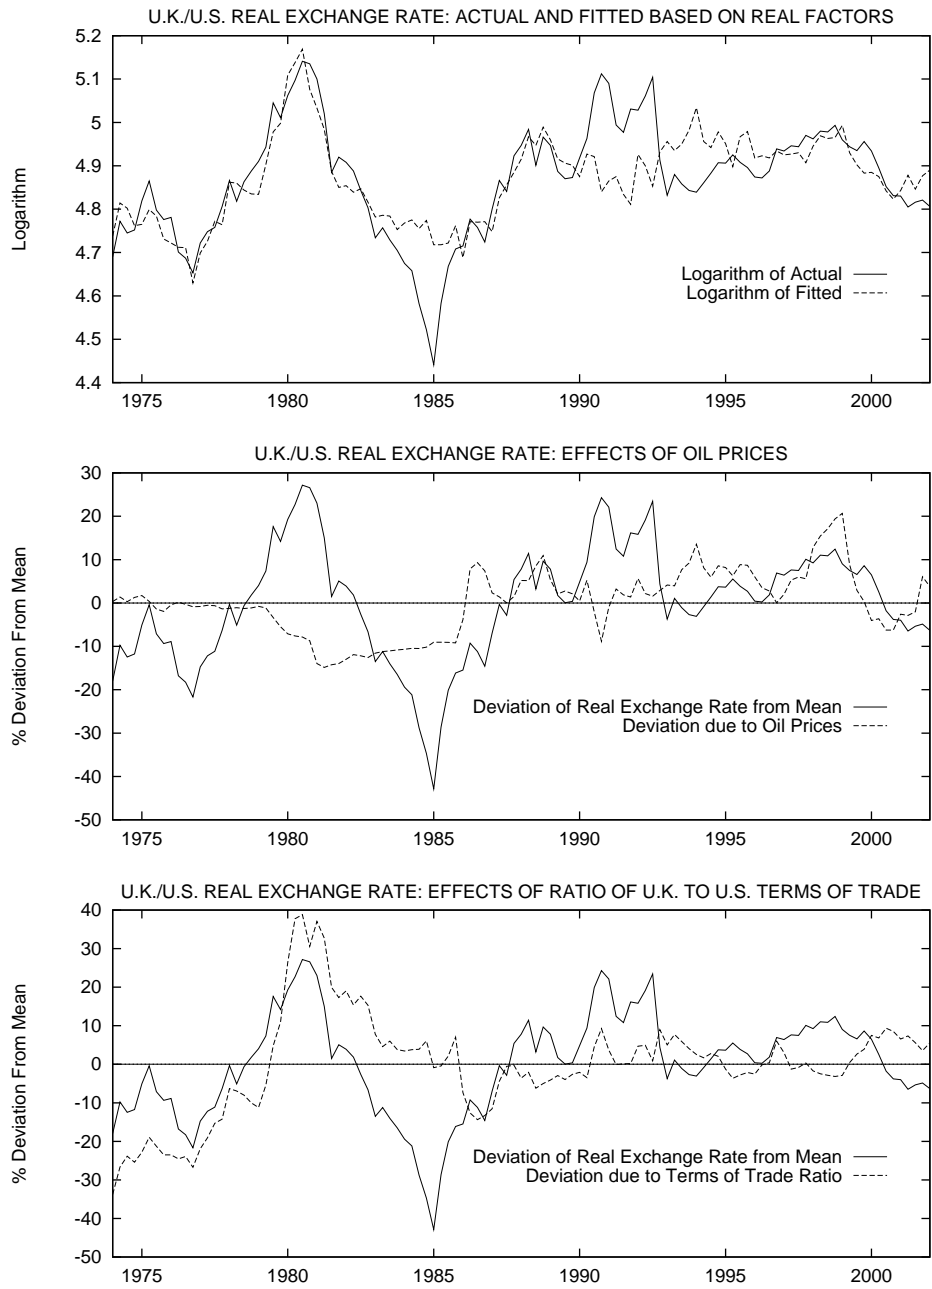 U.K./U.S. REAL EXCHANGE RATE: ACTUAL AND FITTED BASED ON REAL FACTORS
5.2
5.1
5
4.9
4.8
4.7
4.6
4.5
4.4
Logarithm
Logarithm of Actual
Logarithm of Fitted
1975 1980 1985 1990 1995 2000
U.K./U.S. REAL EXCHANGE RATE: EFFECTS OF OIL PRICES
30
20
10
0
-10
-20
-30
-40
-50
% Deviation From Mean
Deviation of Real Exchange Rate from Mean
Deviation due to Oil Prices
1975 1980 1985 1990 1995 2000
U.K./U.S. REAL EXCHANGE RATE: EFFECTS OF RATIO OF U.K. TO U.S. TERMS OF TRADE
40
30
20
10
0
-10
-20
-30
-40
-50
% Deviation From Mean
Deviation of Real Exchange Rate from Mean
Deviation due to Terms of Trade Ratio
1975 1980 1985 1990 1995 2000